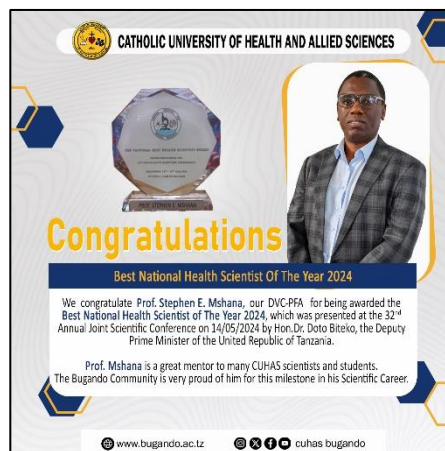 CATHOLIC UNIVERSITY OF HEALTH AND ALLIED SCIENCES
PROF. STEPHEN E. MSHANA
Congratulations
Best National Health Scientist Of The Year 2024
We congratulate Prof. Stephen E. Mshana, our DVC-PFA for being awarded the
Best National Health Scientist of The Year 2024, which was presented at the 32nd
Annual Joint Scientific Conference on 14/05/2024 by Hon.Dr. Doto Biteko, the Deputy
Prime Minister of the United Republic of Tanzania.
Prof. Mshana is a great mentor to many CUHAS scientists and students.
The Bugando Community is very proud of him for this milestone in his Scientific Career.
www.bugando.ac.tz
cuhas bugando